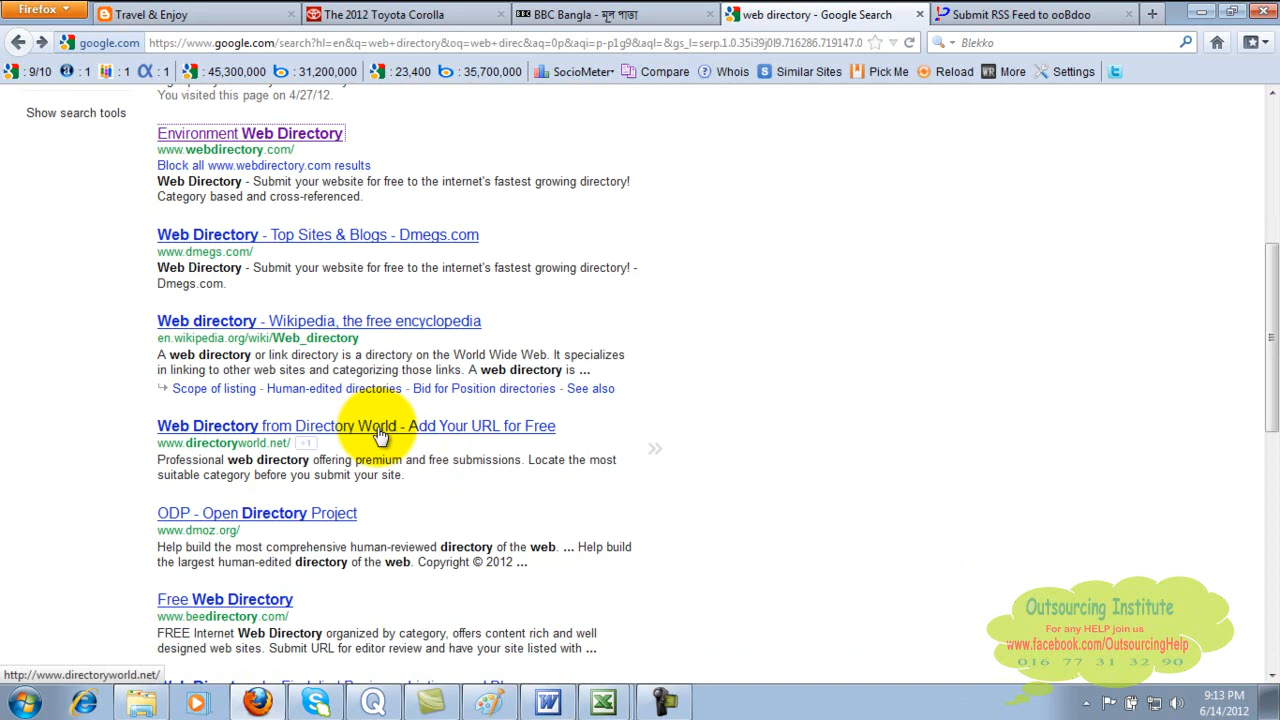 Firefox
Travel & Enjoy
The 2012 Toyota Corolla
BBC Bangla - মূল পাতা
web directory - Google Search
Submit RSS Feed to ooBdoo
google.com
https://www.google.com/search?hl=en&q=web+directory&oq=web+direc&aq=0p&aqi=p-p1g9&aql=&gs_l=serp.1.0.35i39j0l9.716286.719147.0
Blekko
: 9/10
: 1
: 1
: 1
: 45,300,000
: 31,200,000
: 23,400
: 35,700,000
SocioMeter
Compare
Whois
Similar Sites
Pick Me
Reload
More
Settings
You visited this page on 4/27/12.
Show search tools
Environment Web Directory
www.webdirectory.com/
Block all www.webdirectory.com results
Web Directory - Submit your website for free to the internet's fastest growing directory!
Category based and cross-referenced.
Web Directory - Top Sites & Blogs - Dmegs.com
www.dmegs.com/
Web Directory - Submit your website for free to the internet's fastest growing directory! -
Dmegs.com.
Web directory - Wikipedia, the free encyclopedia
en.wikipedia.org/wiki/Web_directory
A web directory or link directory is a directory on the World Wide Web. It specializes
in linking to other web sites and categorizing those links. A web directory is ...
Scope of listing - Human-edited directories - Bid for Position directories - See also
Web Directory from Directory World - Add Your URL for Free
www.directoryworld.net/ +1
Professional web directory offering premium and free submissions. Locate the most
suitable category before you submit your site.
ODP - Open Directory Project
www.dmoz.org/
Help build the most comprehensive human-reviewed directory of the web. ... Help build
the largest human-edited directory of the web. Copyright © 2012 ...
Free Web Directory
www.beedirectory.com/
FREE Internet Web Directory organized by category, offers content rich and well
designed web sites. Submit URL for editor review and have your site listed with ...
Outsourcing Institute
For any HELP join us
www.facebook.com/OutsourcingHelp
016 77 31 32 90
http://www.directoryworld.net/
9:13 PM
6/14/2012